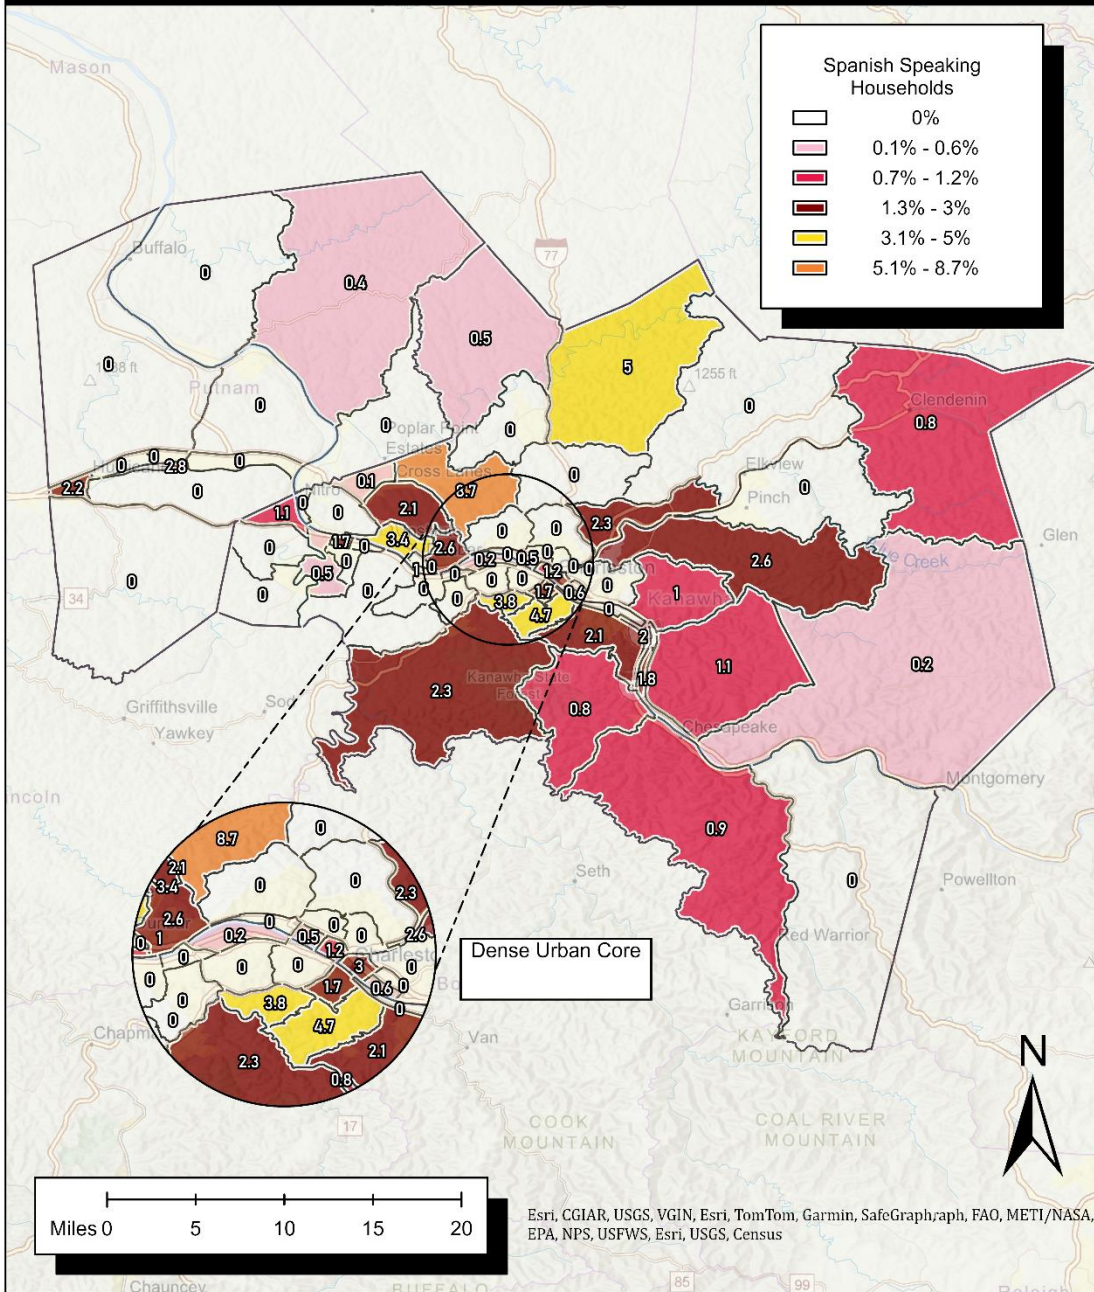 Mason
Spanish Speaking
Households
0%
0.1% - 0.6%
0.7% - 1.2%
1.3% - 3%
3.1% - 5%
5.1% - 8.7%
Buffalo
0
77
0.4
0.5
0
1255 ft
5
Putnam
0
0
Clendenin
0.8
Poplar Point
Estates
0
0
Cross Lanes
Elkview
0
Pinch
0
2.8
0
0
0
0
2.2
0
Nitro
0.1
8.7
2.1
1.1
0
0
2.3
Glen
1.7
0
3.4
2.6
0
0
0
0.2
0
0.5
0
1.2
0
2.6
Creek
0
0
0.5
0
0
1
0
0
0
0
0
0
3.8
1.7
0.6
0
0
1
Kanawh
34
0
4.7
2.1
2
1.1
0.2
1.8
Griffithsville
Yawkey
Sod
2.3
Kanawha State
Forest
0.8
Chesapeake
Montgomery
incoln
0.9
0
Seth
Powellton
Red Warrior
8.7
0
2.1
3.4
0
0
2.3
2.6
0
0
0.5
0
2.6
0
1
0.2
1.2
Charlesto
0
0
0
0
3
0
0
1.7
0.6
0
0
3.8
0
0
4.7
2.3
2.1
0.8
Dense Urban Core
Chapma
Van
Garrison
KAYFORD
MOUNTAIN
17
COOK
MOUNTAIN
COAL RIVER
MOUNTAIN
N
Miles 0 5 10 15 20
Esri, CGIAR, USGS, VGIN, Esri, TomTom, Garmin, SafeGraph,raph, FAO, METI/NASA,
EPA, NPS, USFWS, Esri, USGS, Census
Chauncey
BUFFALO
85
99